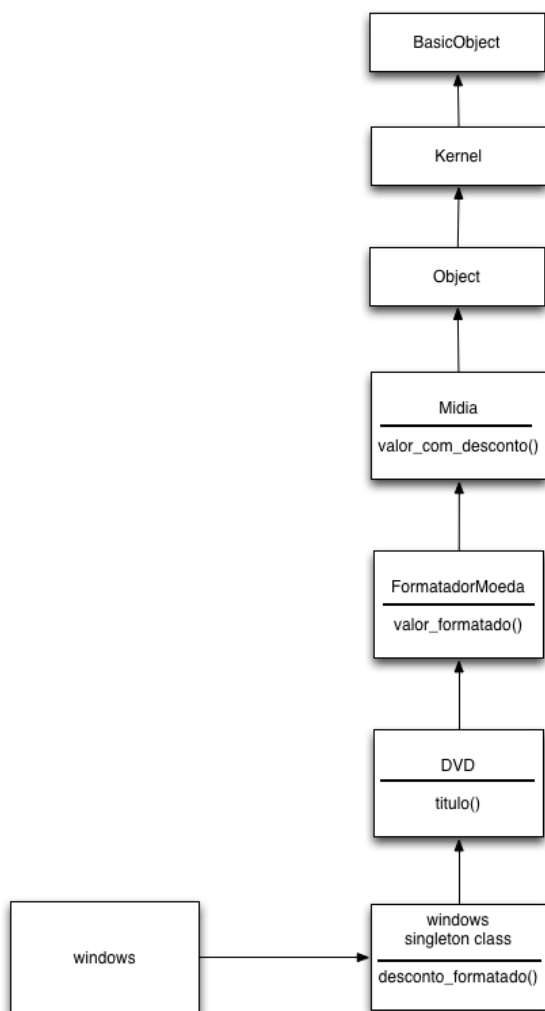 BasicObject
Kernel
Object
Midia
valor_com_desconto()
FormatadorMoeda
valor_formatado()
DVD
titulo()
windows
windows
singleton class
desconto_formatado()